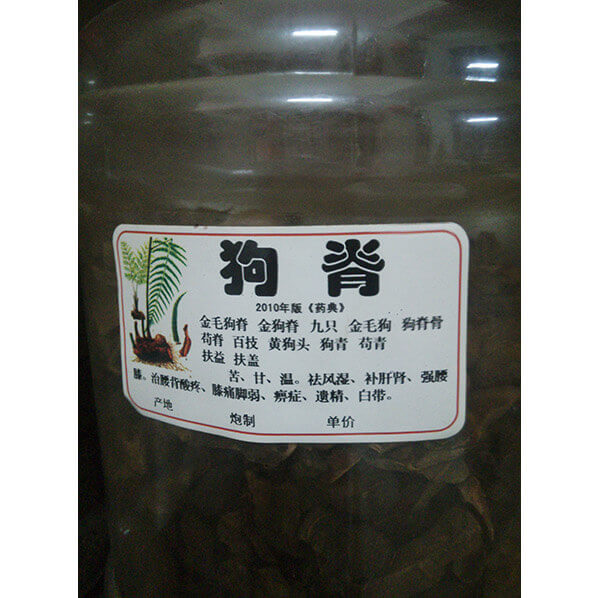 狗脊
2010年版《药典》
金毛狗脊 金狗脊 九只 金毛狗 狗脊骨
苟脊 百技 黄狗头 狗青 苟青
扶益 扶盖
苦、甘、温。祛风湿、补肝肾、强腰
膝。治腰背酸疼、膝痛脚弱、痹症、遗精、白带。
产地 炮制 单价